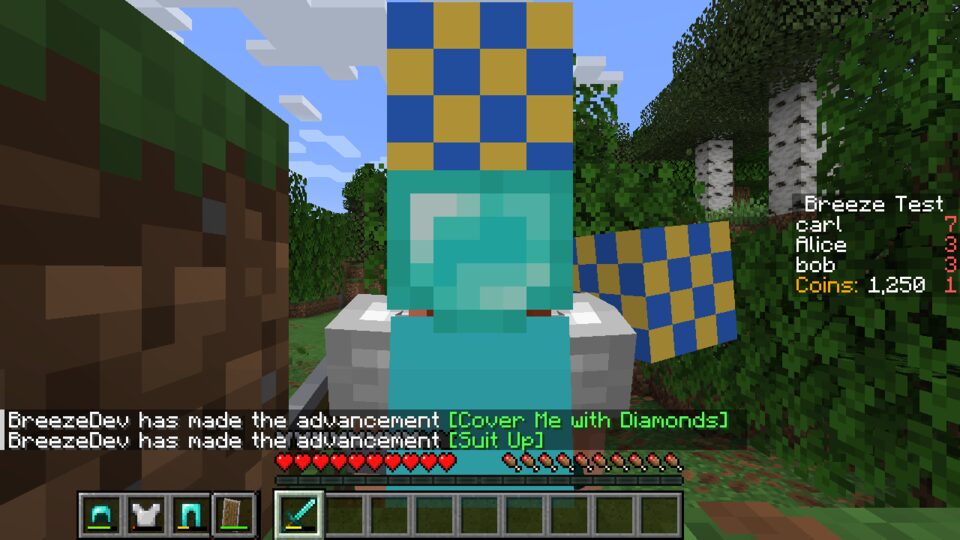 Breeze Test
carl 7
Alice 3
bob 3
Coins: 1,250 1
BreezeDev has made the advancement [Cover Me with Diamonds]
BreezeDev has made the advancement [Suit Up]